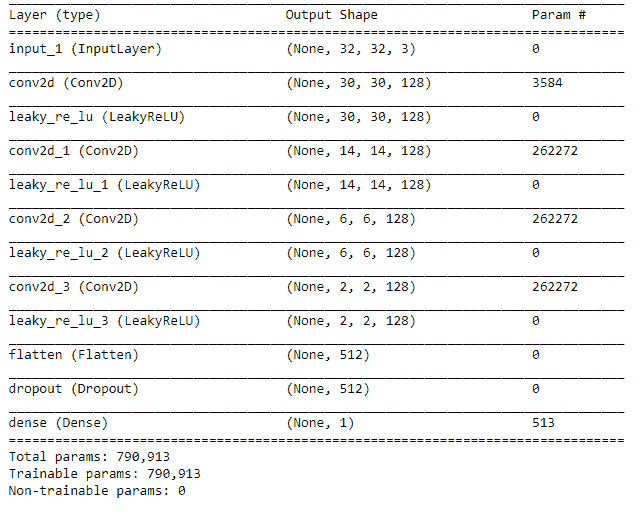 Layer (type) Output Shape Param #
input_1 (InputLayer) (None, 32, 32, 3) 0
conv2d (Conv2D) (None, 30, 30, 128) 3584
leaky_re_lu (LeakyReLU) (None, 30, 30, 128) 0
conv2d_1 (Conv2D) (None, 14, 14, 128) 262272
leaky_re_lu_1 (LeakyReLU) (None, 14, 14, 128) 0
conv2d_2 (Conv2D) (None, 6, 6, 128) 262272
leaky_re_lu_2 (LeakyReLU) (None, 6, 6, 128) 0
conv2d_3 (Conv2D) (None, 2, 2, 128) 262272
leaky_re_lu_3 (LeakyReLU) (None, 2, 2, 128) 0
flatten (Flatten) (None, 512) 0
dropout (Dropout) (None, 512) 0
dense (Dense) (None, 1) 513
Total params: 790,913
Trainable params: 790,913
Non-trainable params: 0